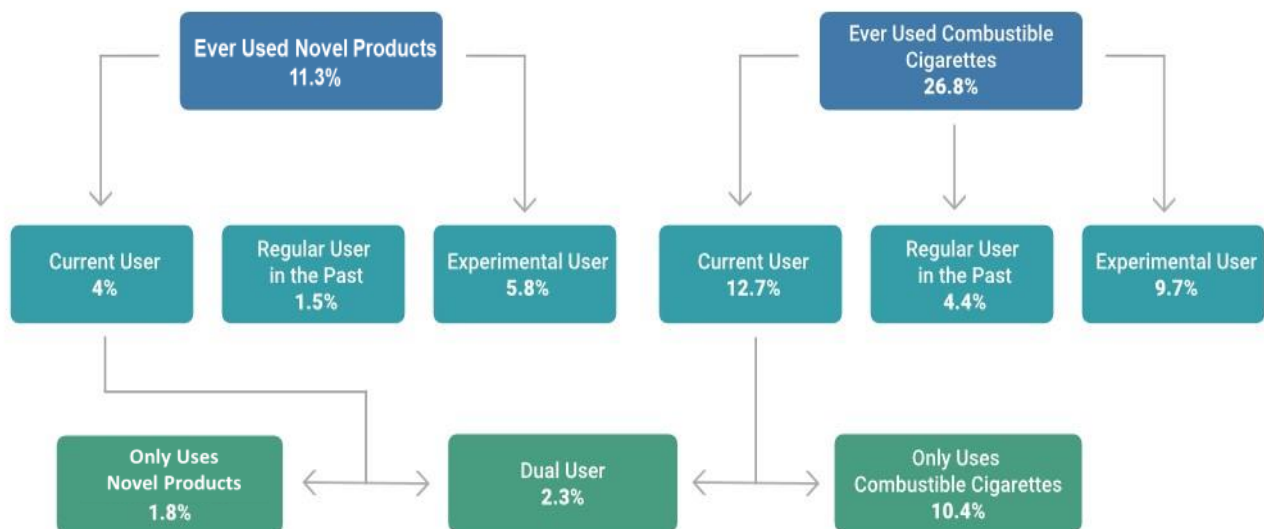 Ever Used Novel Products
11.3%
Ever Used Combustible
Cigarettes
26.8%
Current User
4%
Regular User
in the Past
1.5%
Experimental User
5.8%
Current User
12.7%
Regular User
in the Past
4.4%
Experimental User
9.7%
Only Uses
Novel Products
1.8%
Dual User
2.3%
Only Uses
Combustible Cigarettes
10.4%